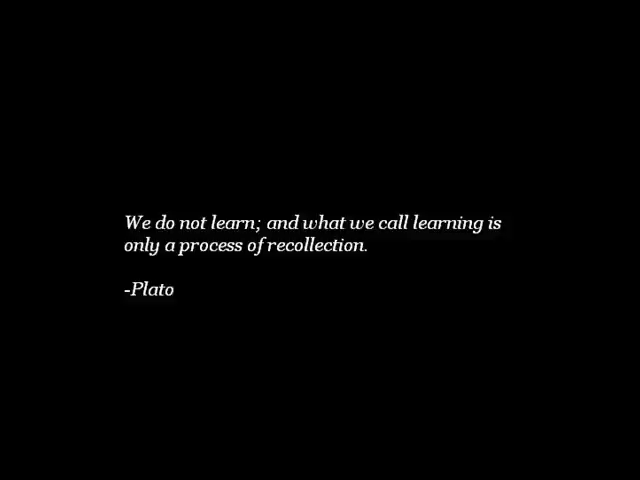 We do not learn; and what we call learning is
only a process of recollection.
-Plato